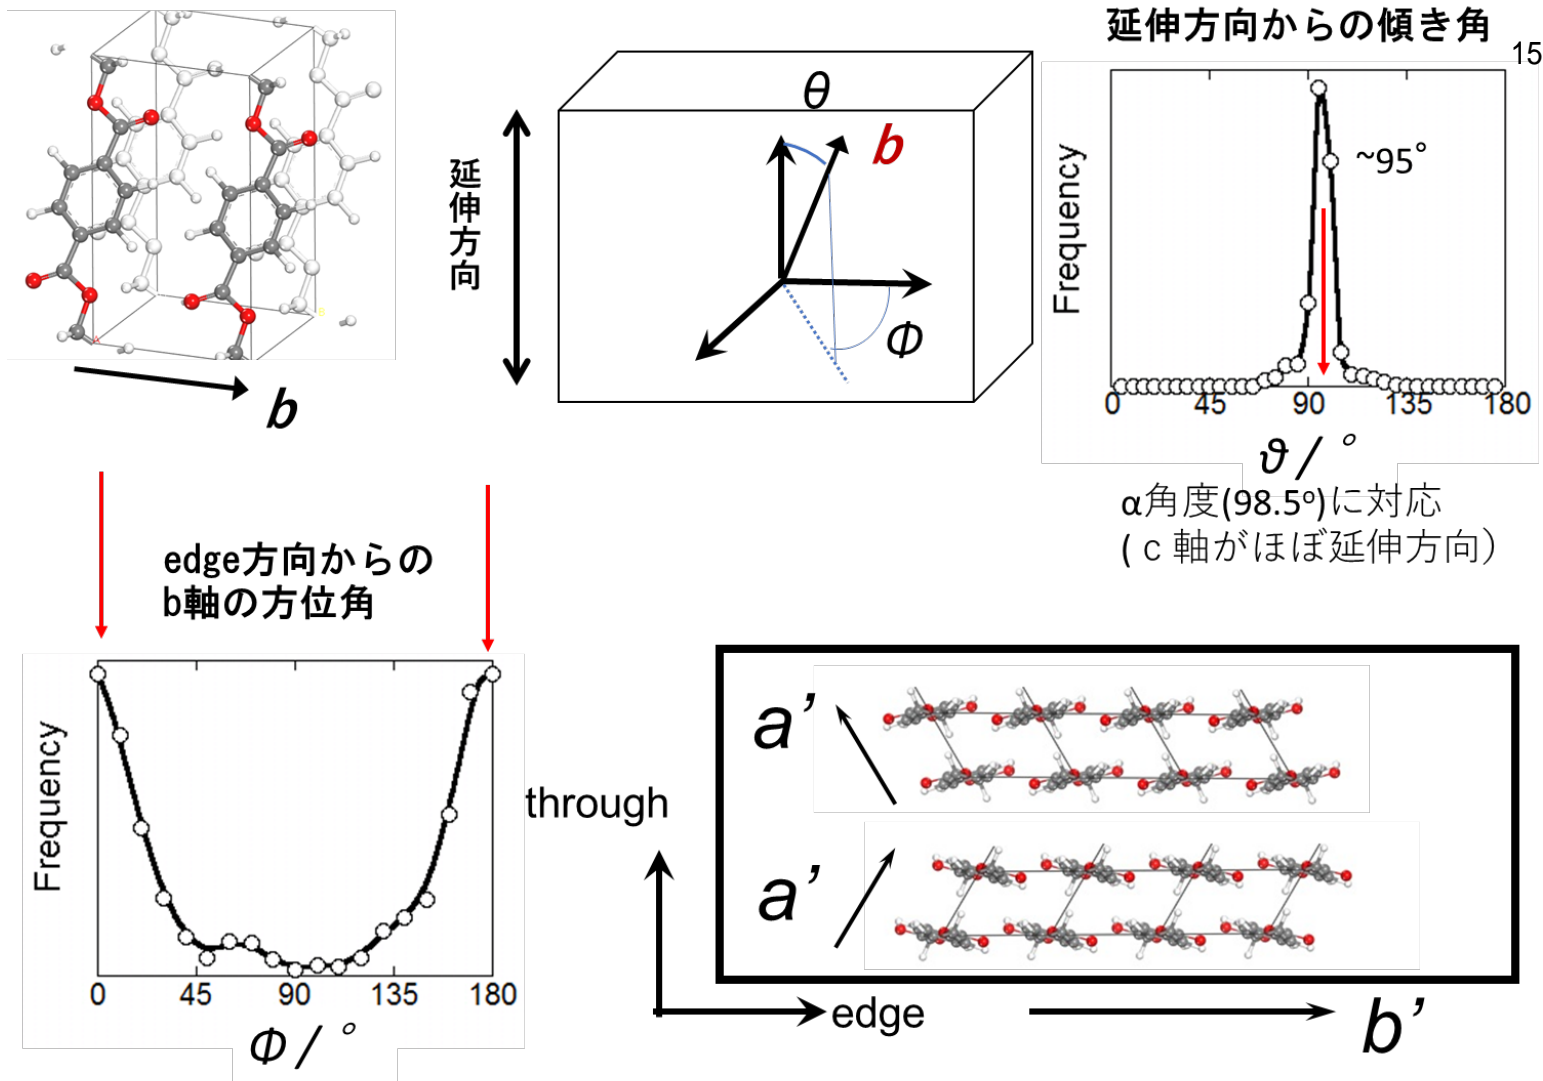 延伸方向からの傾き角
15
b
延伸方向
θ
b
Φ
Frequency
~95°
0 45 90 135 180
ϑ / °
α角度(98.5o)に対応
(ｃ軸がほぼ延伸方向）
edge方向からの
b軸の方位角
Frequency
0 45 90 135 180
Φ / °
through
edge
a’
a’
b’